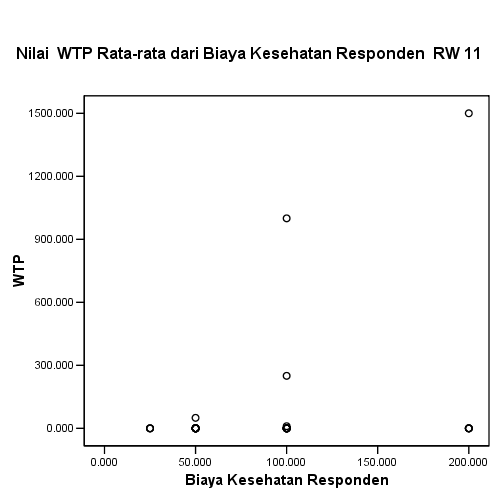 Nilai WTP Rata-rata dari Biaya Kesehatan Responden RW 11
1500.000
1200.000
900.000
600.000
300.000
0.000
WTP
0.000 50.000 100.000 150.000 200.000
Biaya Kesehatan Responden